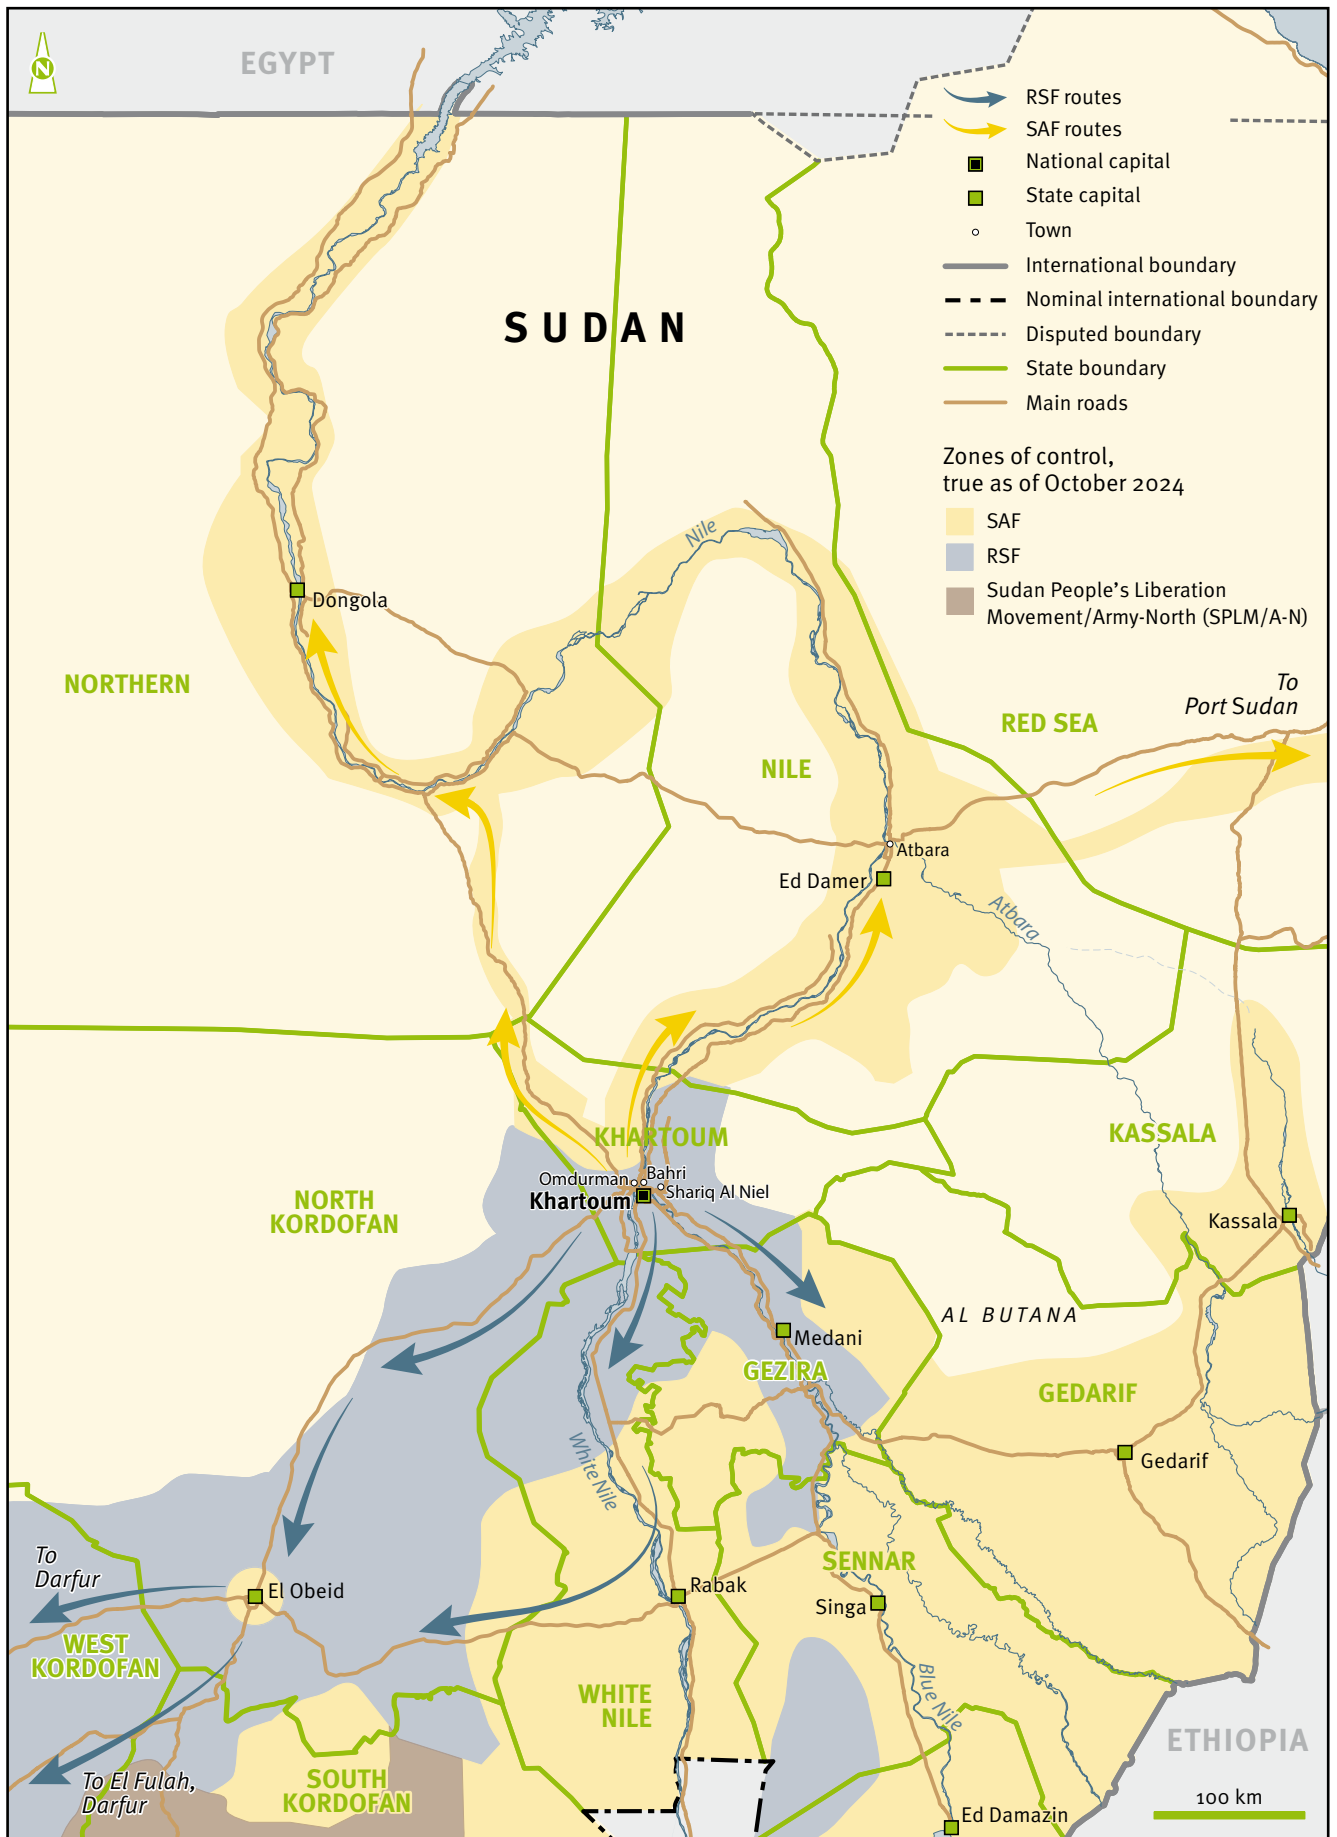 EGYPT
N
RSF routes
SAF routes
National capital
State capital
Town
International boundary
Nominal international boundary
Disputed boundary
State boundary
Main roads
Zones of control,
true as of October 2024
SAF
RSF
Sudan People's Liberation
Movement/Army-North (SPLM/A-N)
SUDAN
Nile
Dongola
NORTHERN
To
Port Sudan
RED SEA
NILE
Atbara
Ed Damer
Atbara
KHARTOUM
KASSALA
Omdurman
Bahri
Shariq Al Niel
Khartoum
NORTH
KORDOFAN
Kassala
AL BUTANA
Medani
GEZIRA
GEDARIF
White Nile
Gedarif
To
Darfur
El Obeid
SENNAR
Rabak
Singa
WEST
KORDOFAN
WHITE
NILE
Blue Nile
ETHIOPIA
To El Fulah,
Darfur
SOUTH
KORDOFAN
100 km
Ed Damazin